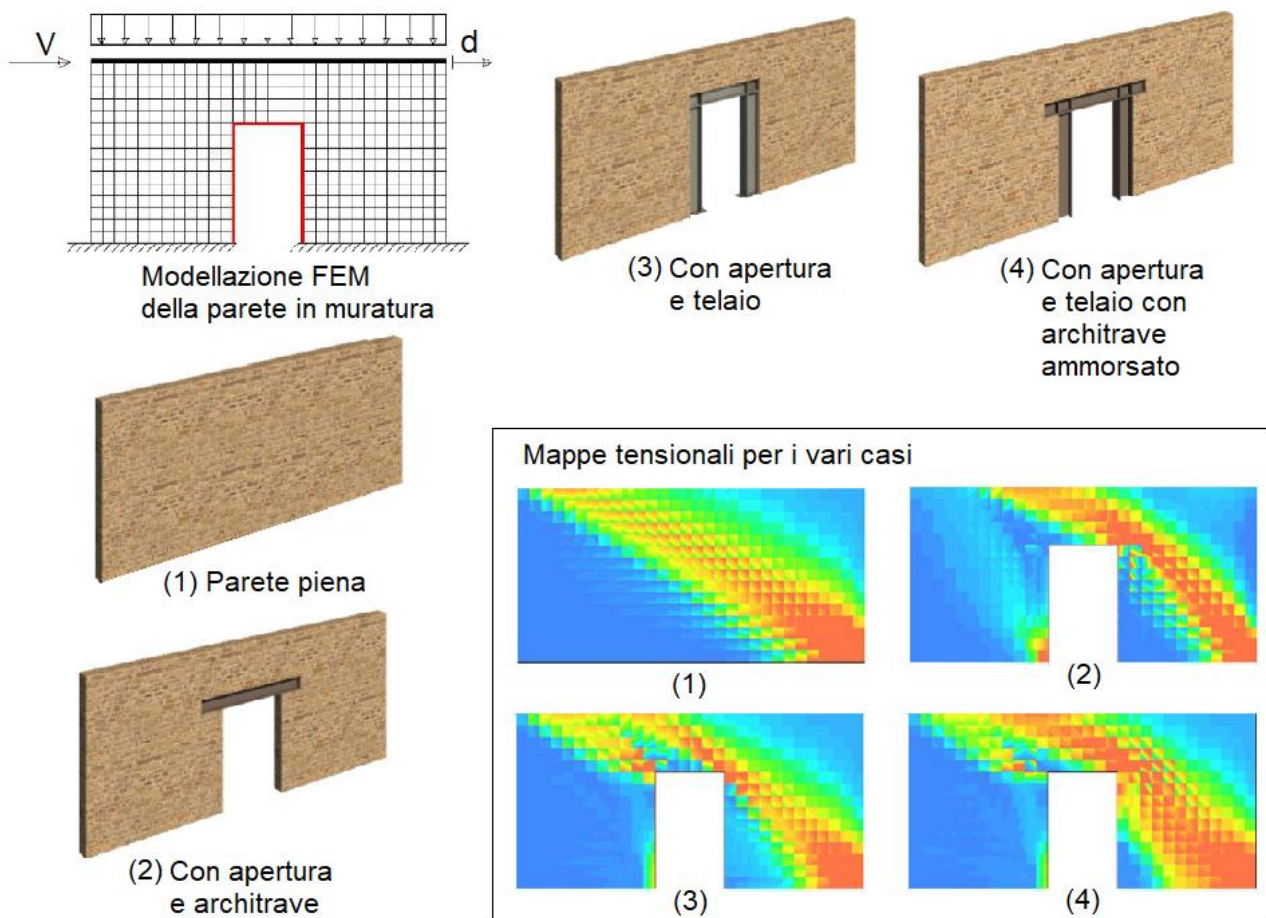 V
d
Modellazione FEM
della parete in muratura
(3) Con apertura
e telaio
(4) Con apertura
e telaio con
architrave
ammorsato
(1) Parete piena
(2) Con apertura
e architrave
Mappe tensionali per i vari casi
(1)
(2)
(3)
(4)